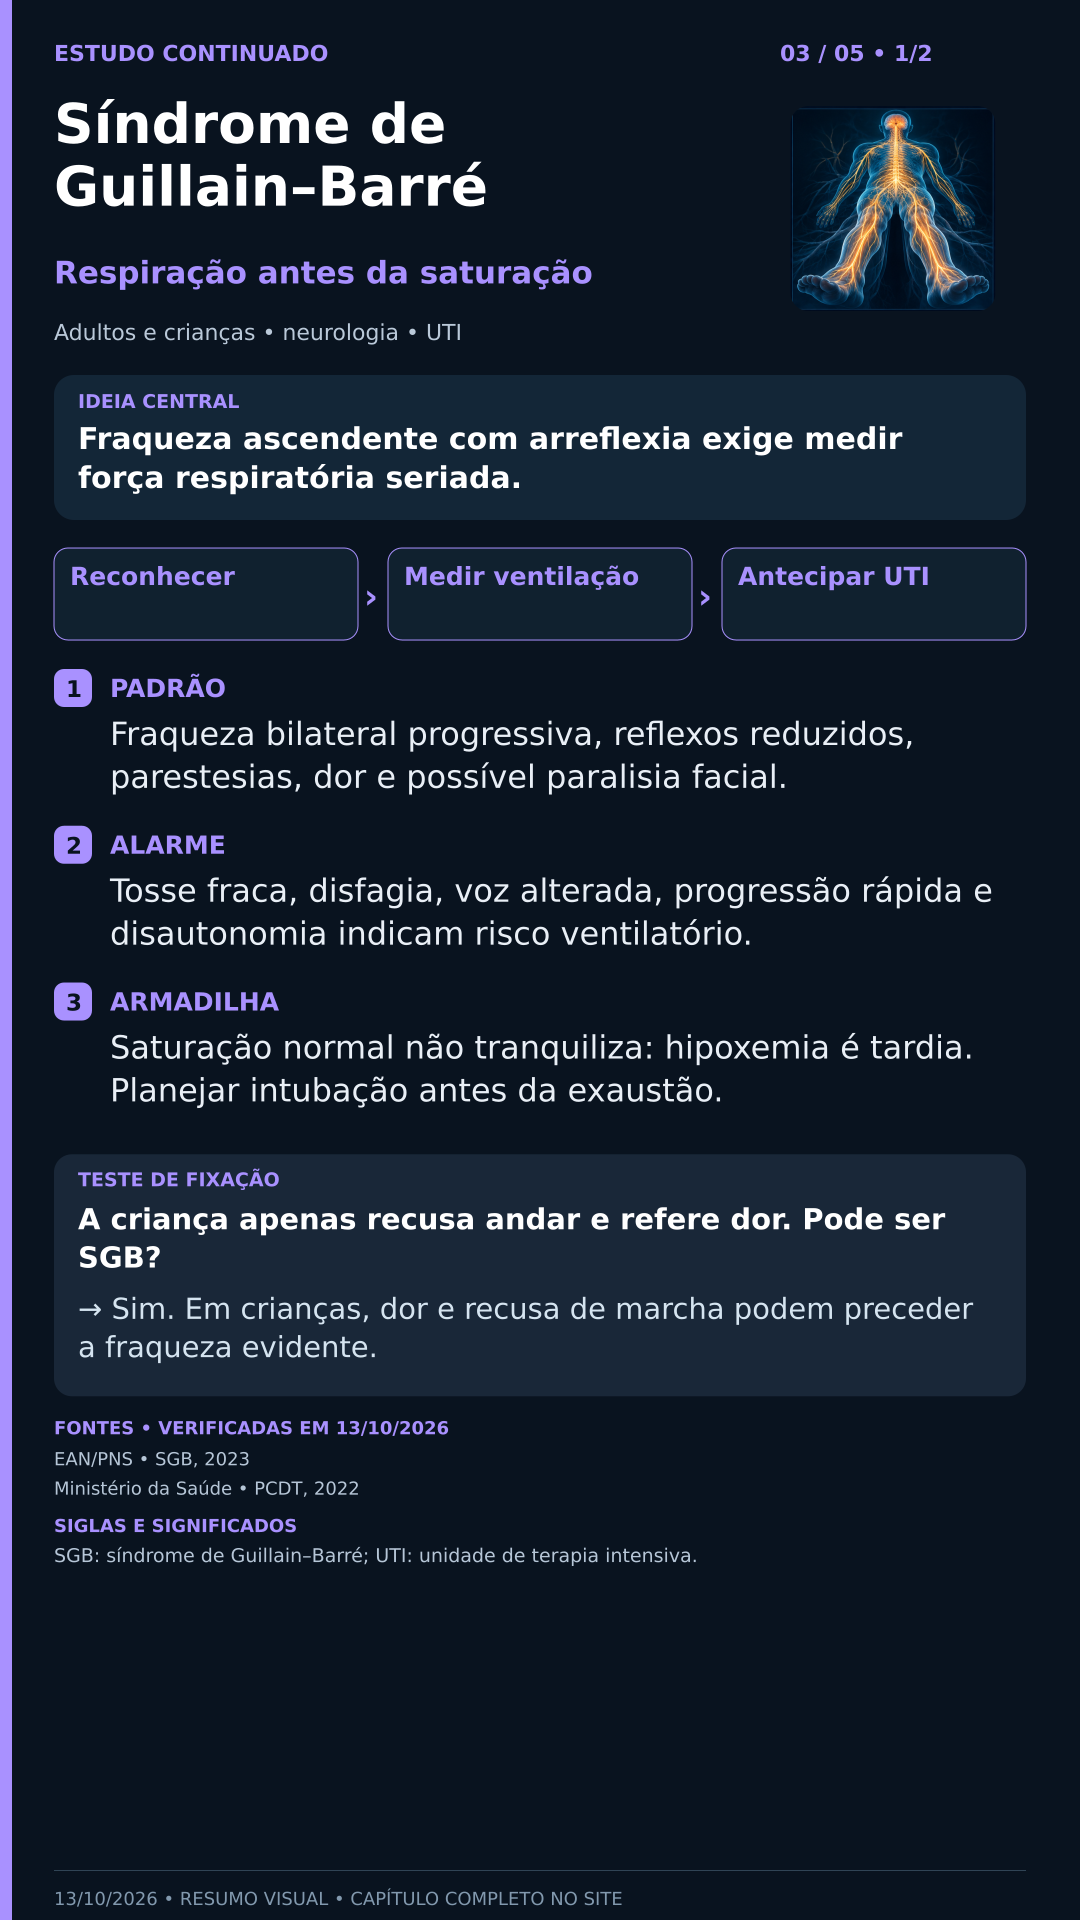 ESTUDO CONTINUADO
03 / 05 • 1/2
Síndrome de
Guillain–Barré
Respiração antes da saturação
Adultos e crianças • neurologia • UTI
IDEIA CENTRAL
Fraqueza ascendente com arreflexia exige medir
força respiratória seriada.
Reconhecer
›
Medir ventilação
›
Antecipar UTI
1 PADRÃO
Fraqueza bilateral progressiva, reflexos reduzidos,
parestesias, dor e possível paralisia facial.
2 ALARME
Tosse fraca, disfagia, voz alterada, progressão rápida e
disautonomia indicam risco ventilatório.
3 ARMADILHA
Saturação normal não tranquiliza: hipoxemia é tardia.
Planejar intubação antes da exaustão.
TESTE DE FIXAÇÃO
A criança apenas recusa andar e refere dor. Pode ser
SGB?
→ Sim. Em crianças, dor e recusa de marcha podem preceder
a fraqueza evidente.
FONTES • VERIFICADAS EM 13/10/2026
EAN/PNS • SGB, 2023
Ministério da Saúde • PCDT, 2022
SIGLAS E SIGNIFICADOS
SGB: síndrome de Guillain–Barré; UTI: unidade de terapia intensiva.
13/10/2026 • RESUMO VISUAL • CAPÍTULO COMPLETO NO SITE